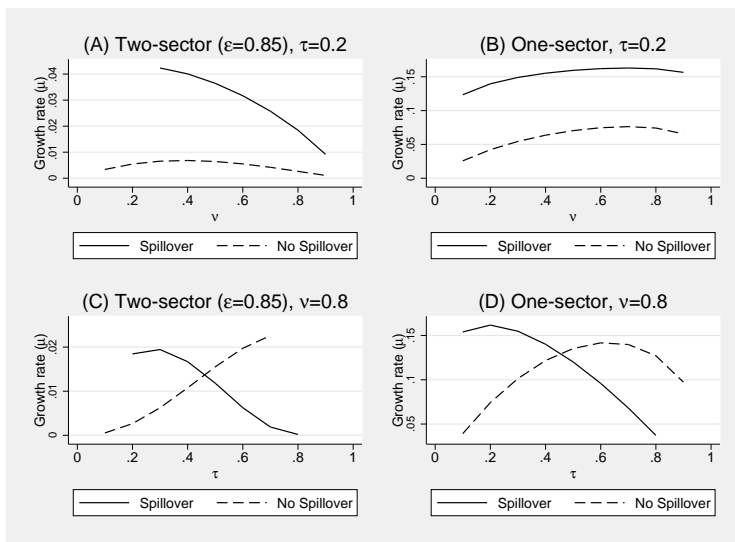 (A) Two-sector (ε=0.85), τ=0.2
Growth rate (μ)
.04
.03
.02
.01
0
0 .2 .4 .6 .8 1
ν
Spillover No Spillover
(B) One-sector, τ=0.2
Growth rate (μ)
.15
.1
.05
0
0 .2 .4 .6 .8 1
ν
Spillover No Spillover
(C) Two-sector (ε=0.85), ν=0.8
Growth rate (μ)
.02
.01
0
0 .2 .4 .6 .8 1
τ
Spillover No Spillover
(D) One-sector, ν=0.8
Growth rate (μ)
.15
.1
.05
0 .2 .4 .6 .8 1
τ
Spillover No Spillover